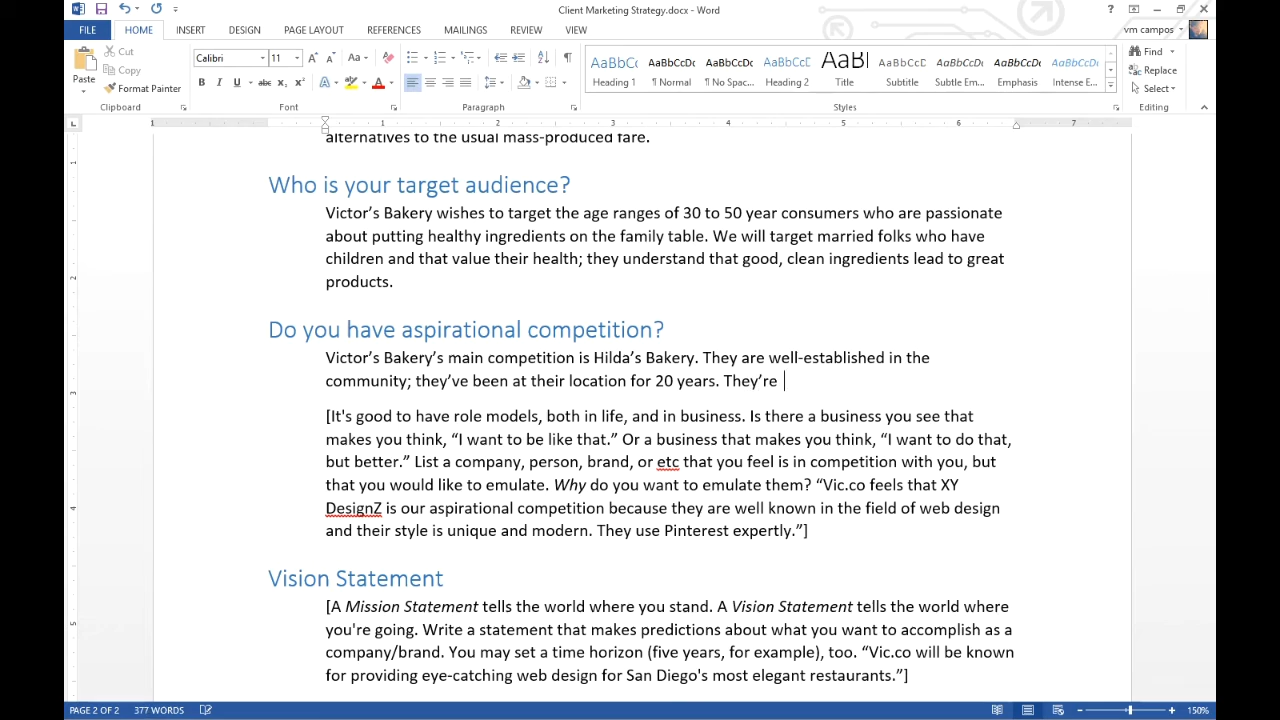 Client Marketing Strategy.docx - Word
FILE HOME INSERT DESIGN PAGE LAYOUT REFERENCES MAILINGS REVIEW VIEW vm campos
Paste Cut Copy Format Painter Clipboard
Calibri 11 Font
Paragraph
AaBbCc AaBbCcDc AaBbCcDc AaBbCc AaBl AaBbCcDc AaBbCcDc AaBbCcDc AaBbCcDc
Heading 1 ¶ Normal ¶ No Spac... Heading 2 Title Subtitle Subtle Em... Emphasis Intense E...
Styles
Find Replace Select Editing
1 1 2 3 4 5 6 7
alternatives to the usual mass-produced fare.
Who is your target audience?
Victor’s Bakery wishes to target the age ranges of 30 to 50 year consumers who are passionate
about putting healthy ingredients on the family table. We will target married folks who have
children and that value their health; they understand that good, clean ingredients lead to great
products.
Do you have aspirational competition?
Victor’s Bakery’s main competition is Hilda’s Bakery. They are well-established in the
community; they’ve been at their location for 20 years. They’re
[It's good to have role models, both in life, and in business. Is there a business you see that
makes you think, “I want to be like that.” Or a business that makes you think, “I want to do that,
but better.” List a company, person, brand, or etc that you feel is in competition with you, but
that you would like to emulate. Why do you want to emulate them? “Vic.co feels that XY
DesignZ is our aspirational competition because they are well known in the field of web design
and their style is unique and modern. They use Pinterest expertly.”]
Vision Statement
[A Mission Statement tells the world where you stand. A Vision Statement tells the world where
you're going. Write a statement that makes predictions about what you want to accomplish as a
company/brand. You may set a time horizon (five years, for example), too. “Vic.co will be known
for providing eye-catching web design for San Diego's most elegant restaurants.”]
PAGE 2 OF 2 377 WORDS 150%